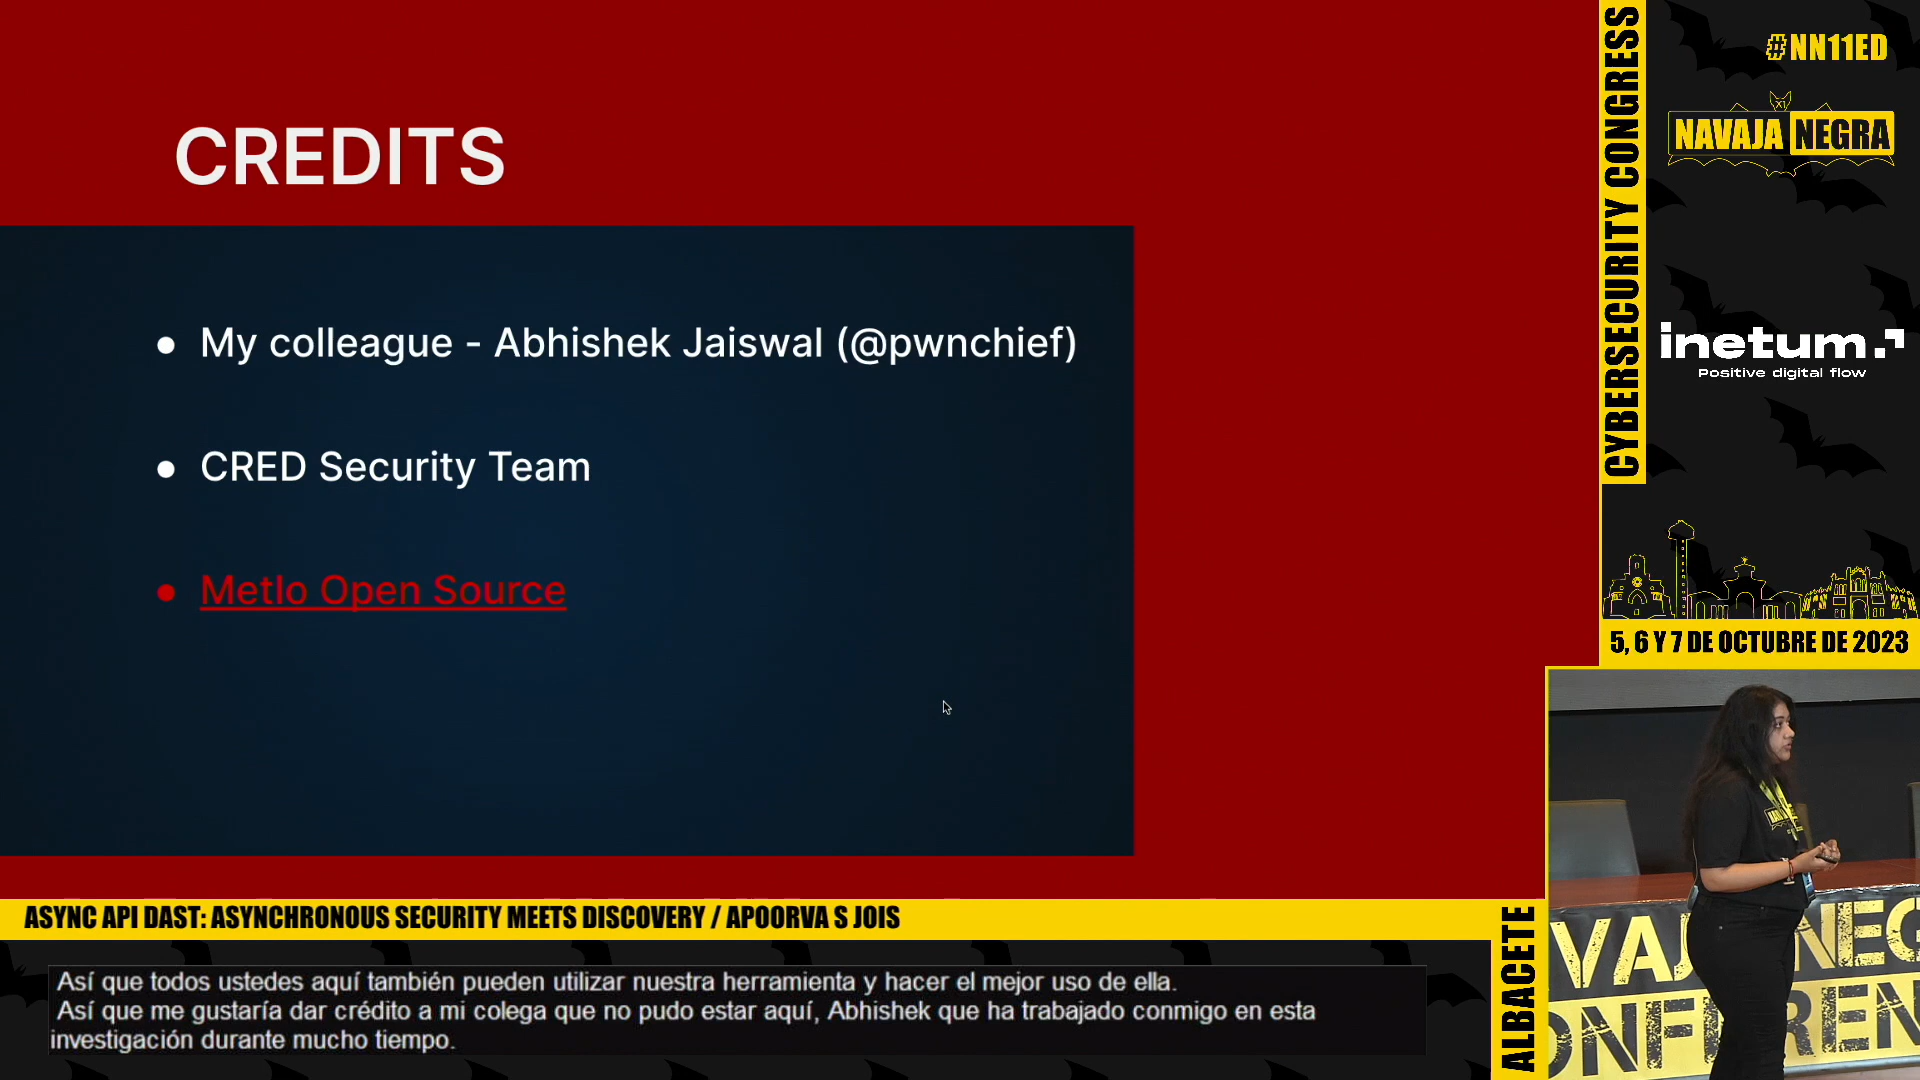 CREDITS
● My colleague - Abhishek Jaiswal (@pwnchief)
● CRED Security Team
● Metlo Open Source
CYBERSECURITY CONGRESS
#NN11ED
XI
NAVAJA NEGRA
inetum.
Positive digital flow
5, 6 Y 7 DE OCTUBRE DE 2023
ASYNC API DAST: ASYNCHRONOUS SECURITY MEETS DISCOVERY / APOORVA S JOIS
Así que todos ustedes aquí también pueden utilizar nuestra herramienta y hacer el mejor uso de ella.
Así que me gustaría dar crédito a mi colega que no pudo estar aquí, Abhishek que ha trabajado conmigo en esta
investigación durante mucho tiempo.
ALBACETE